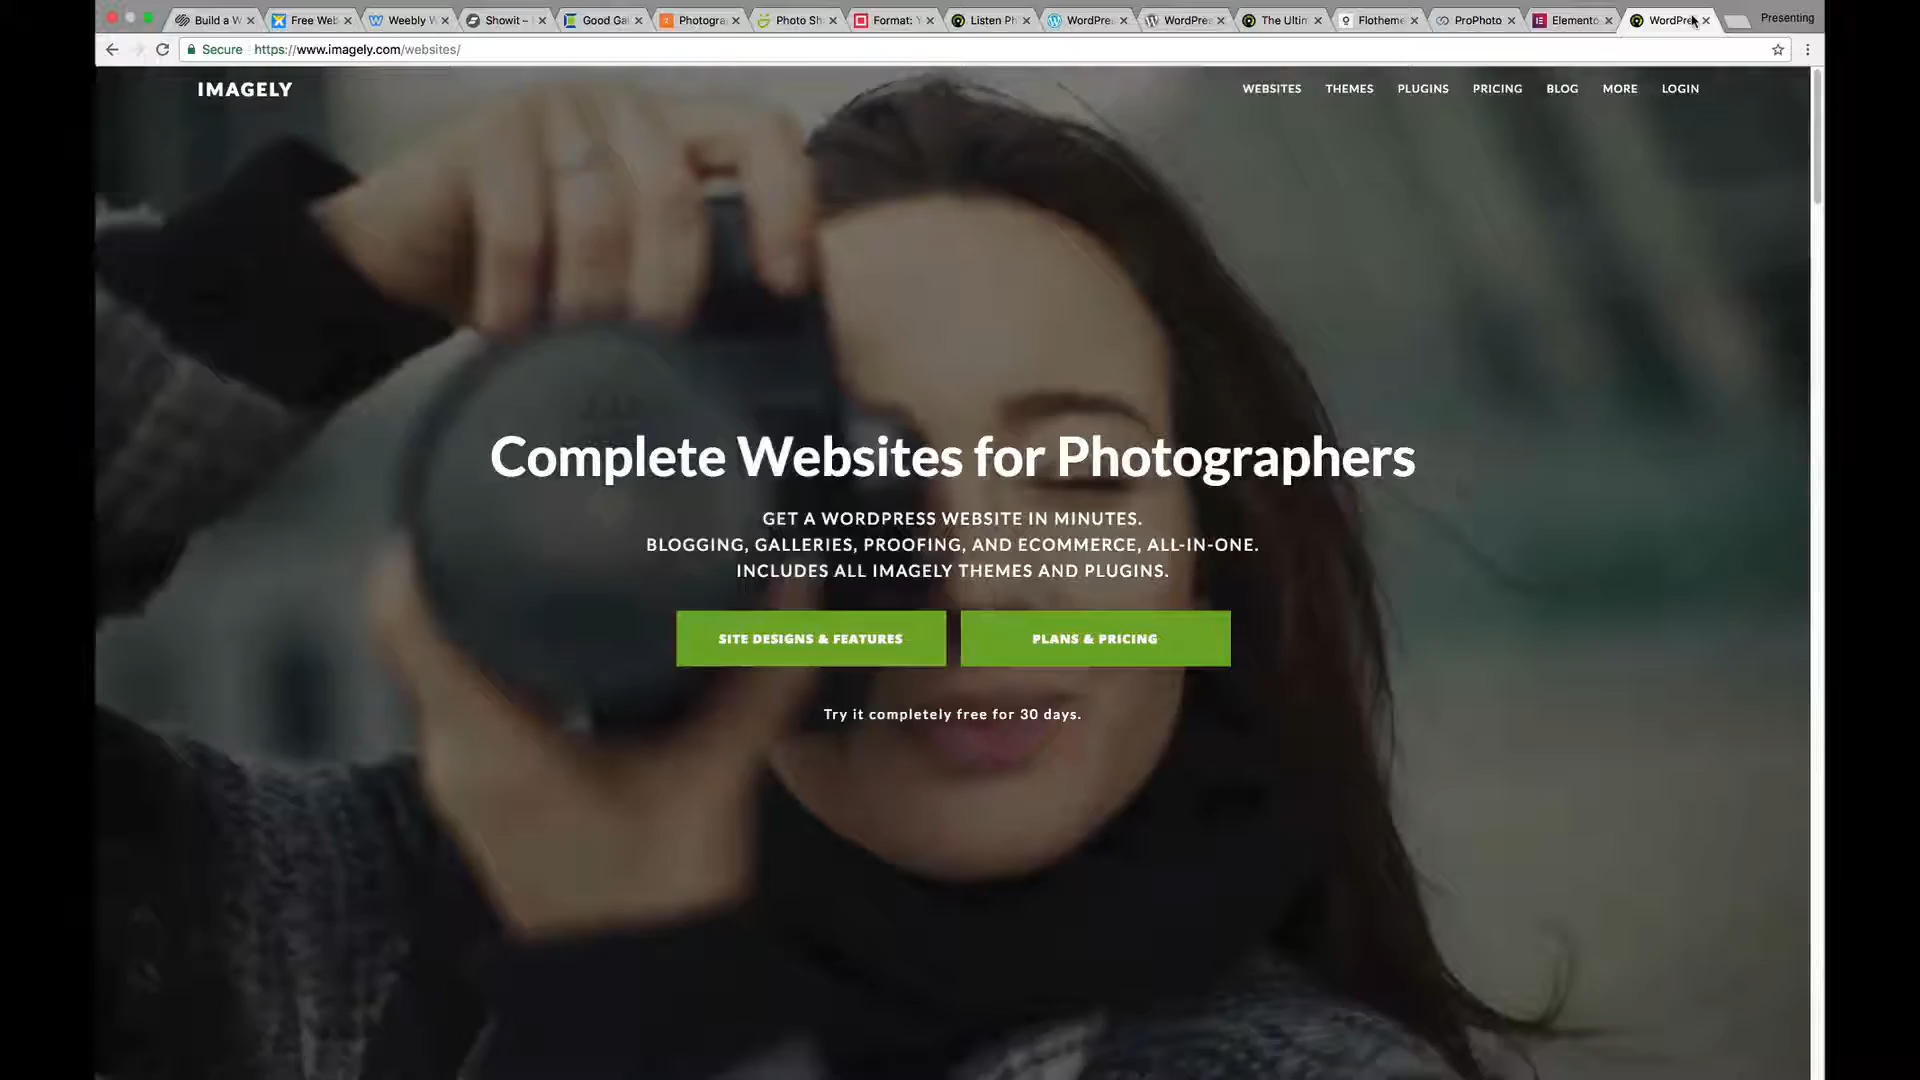 Build a W
Free Web
Weebly W
Showit –
Good Ga
Photogra
Photo Sh
Format: Y
Listen Ph
WordPre
WordPre
The Ultim
Flotheme
ProPhoto
Elemento
WordPre
Presenting
Secure https://www.imagely.com/websites/
IMAGELY
WEBSITES THEMES PLUGINS PRICING BLOG MORE LOGIN
Complete Websites for Photographers
GET A WORDPRESS WEBSITE IN MINUTES.
BLOGGING, GALLERIES, PROOFING, AND ECOMMERCE, ALL-IN-ONE.
INCLUDES ALL IMAGELY THEMES AND PLUGINS.
SITE DESIGNS & FEATURES
PLANS & PRICING
Try it completely free for 30 days.